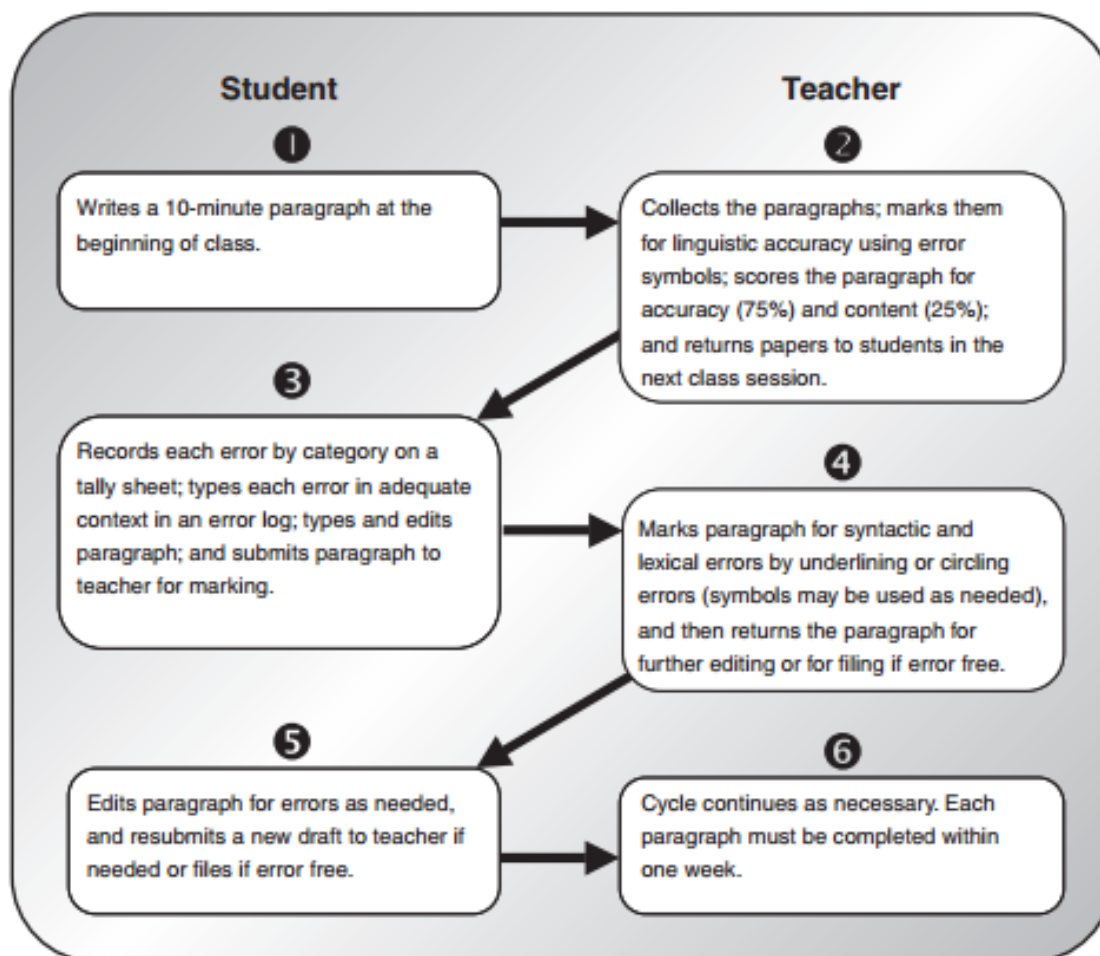 Student
Teacher
1
Writes a 10-minute paragraph at the
beginning of class.
2
Collects the paragraphs; marks them
for linguistic accuracy using error
symbols; scores the paragraph for
accuracy (75%) and content (25%);
and returns papers to students in the
next class session.
3
Records each error by category on a
tally sheet; types each error in adequate
context in an error log; types and edits
paragraph; and submits paragraph to
teacher for marking.
4
Marks paragraph for syntactic and
lexical errors by underlining or circling
errors (symbols may be used as needed),
and then returns the paragraph for
further editing or for filing if error free.
5
Edits paragraph for errors as needed,
and resubmits a new draft to teacher if
needed or files if error free.
6
Cycle continues as necessary. Each
paragraph must be completed within
one week.